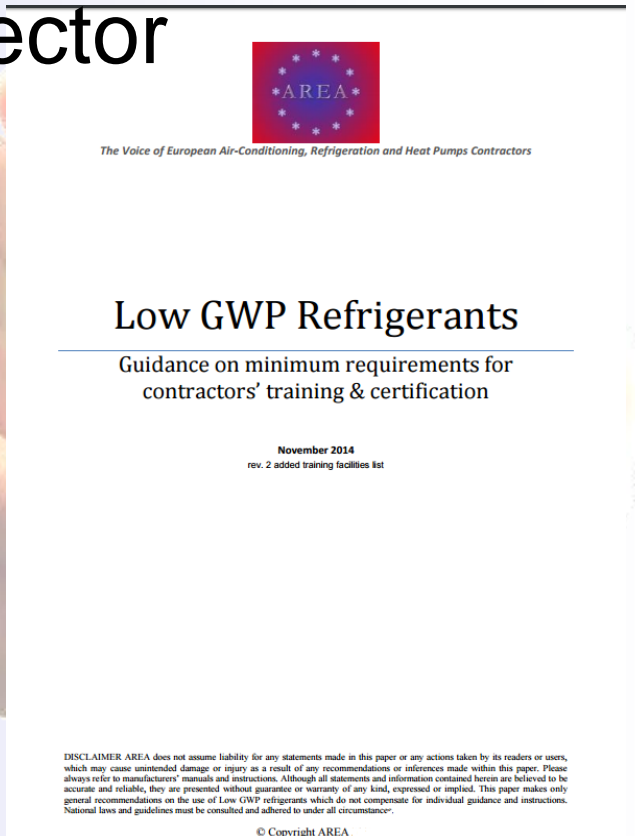 ector
*AREA*
The Voice of European Air-Conditioning, Refrigeration and Heat Pumps Contractors
Low GWP Refrigerants
Guidance on minimum requirements for
contractors' training & certification
November 2014
rev. 2 added training facilities list
DISCLAIMER AREA does not assume liability for any statements made in this paper or any actions taken by its readers or users,
which may cause unintended damage or injury as a result of any recommendations or inferences made within this paper. Please
always refer to manufacturers' manuals and instructions. Although all statements and information contained herein are believed to be
accurate and reliable, they are presented without guarantee or warranty of any kind, expressed or implied. This paper makes only
general recommendations on the use of Low GWP refrigerants which do not compensate for individual guidance and instructions.
National laws and guidelines must be consulted and adhered to under all circumstances.
© Copyright AREA